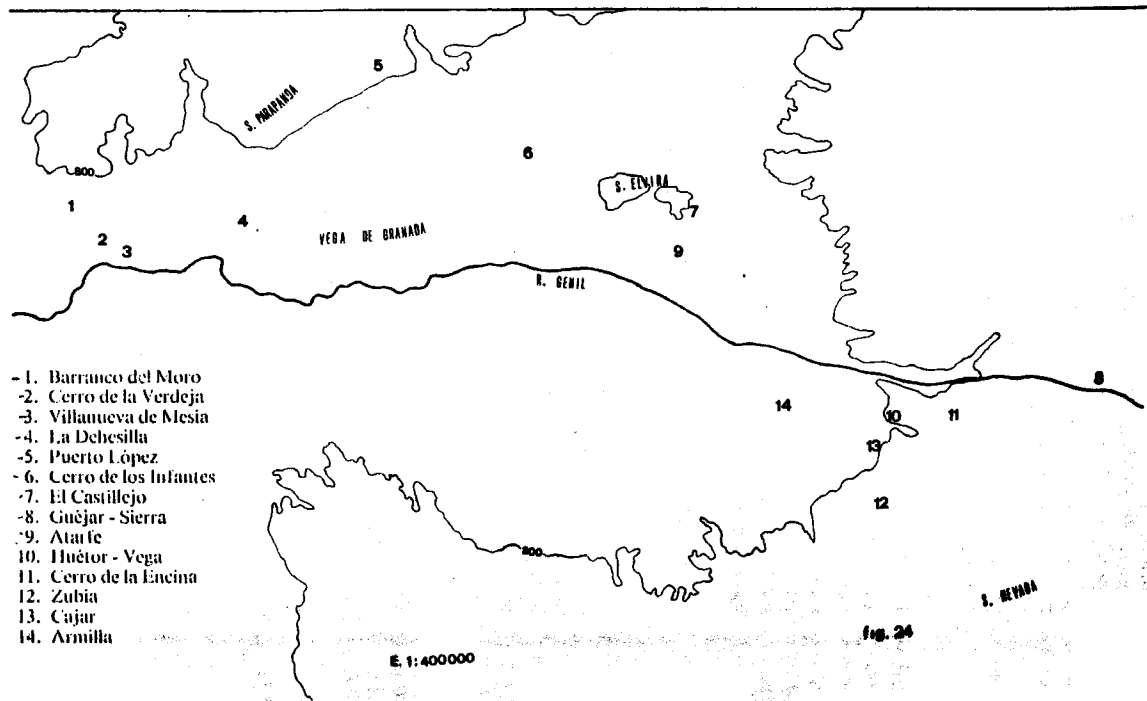 5
S. PARAPANDA
6
800
S. ELVIRA
1
7
4
VEGA DE GRANADA
2
3
9
R. GENIL
8
14
10
11
13
12
800
S. NEVADA
fig. 24
E. 1:400000
-1. Barranco del Moro
-2. Cerro de la Verdeja
-3. Villanueva de Mesia
-4. La Dehesilla
-5. Puerto López
-6. Cerro de los Infantes
-7. El Castillejo
-8. Guéjar - Sierra
-9. Atarfe
10. Huétor - Vega
11. Cerro de la Encina
12. Zubia
13. Cajar
14. Armilla